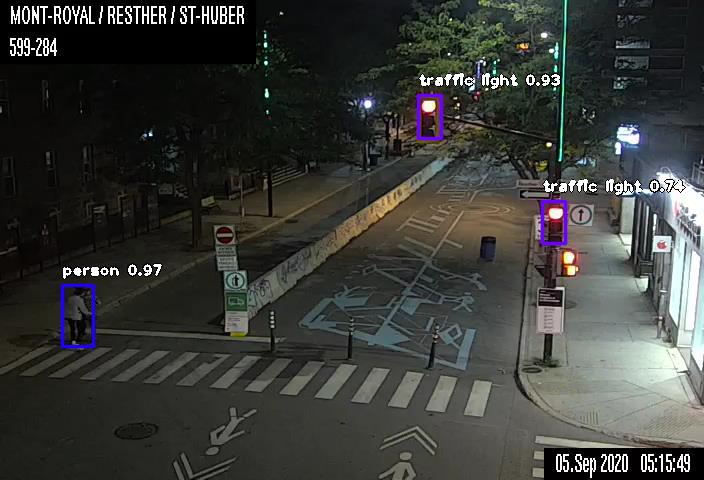 MONT-ROYAL / RESTHER / ST-HUBER
599-284
traffic light 0.93
traffic light 0.74
person 0.97
05.Sep 2020 05:15:49